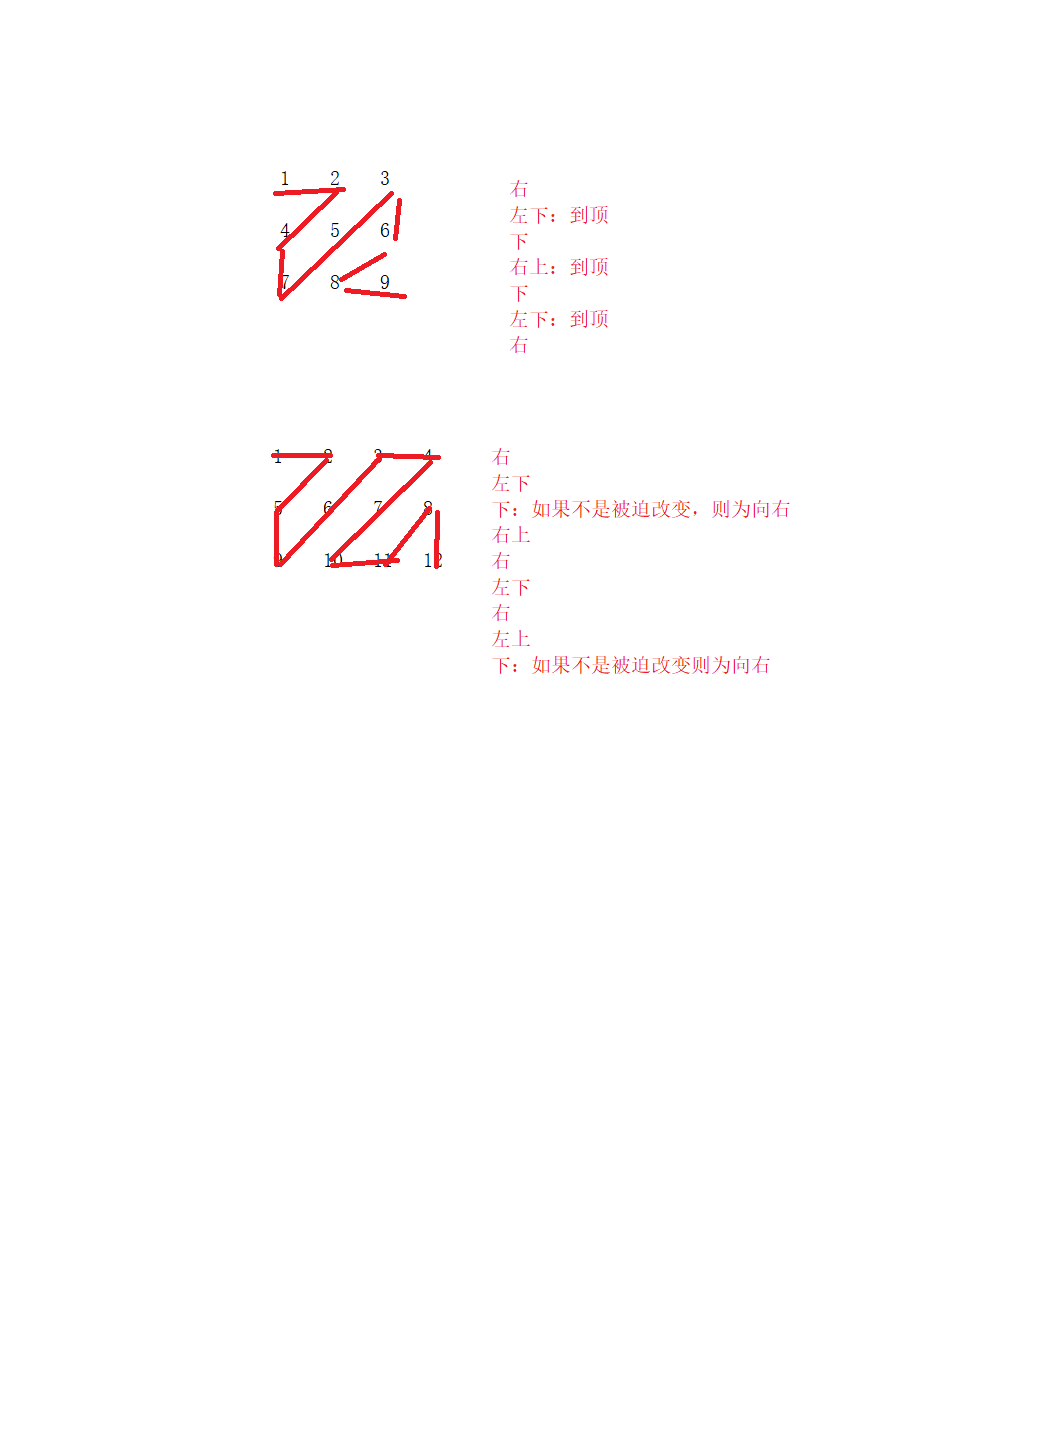 1 2 3
4 5 6
7 8 9
右
左下：到顶
下
右上：到顶
下
左下：到顶
右
1 2 3 4
5 6 7 8
9 10 11 12
右
左下
下：如果不是被迫改变，则为向右
右上
右
左下
右
左上
下：如果不是被迫改变则为向右